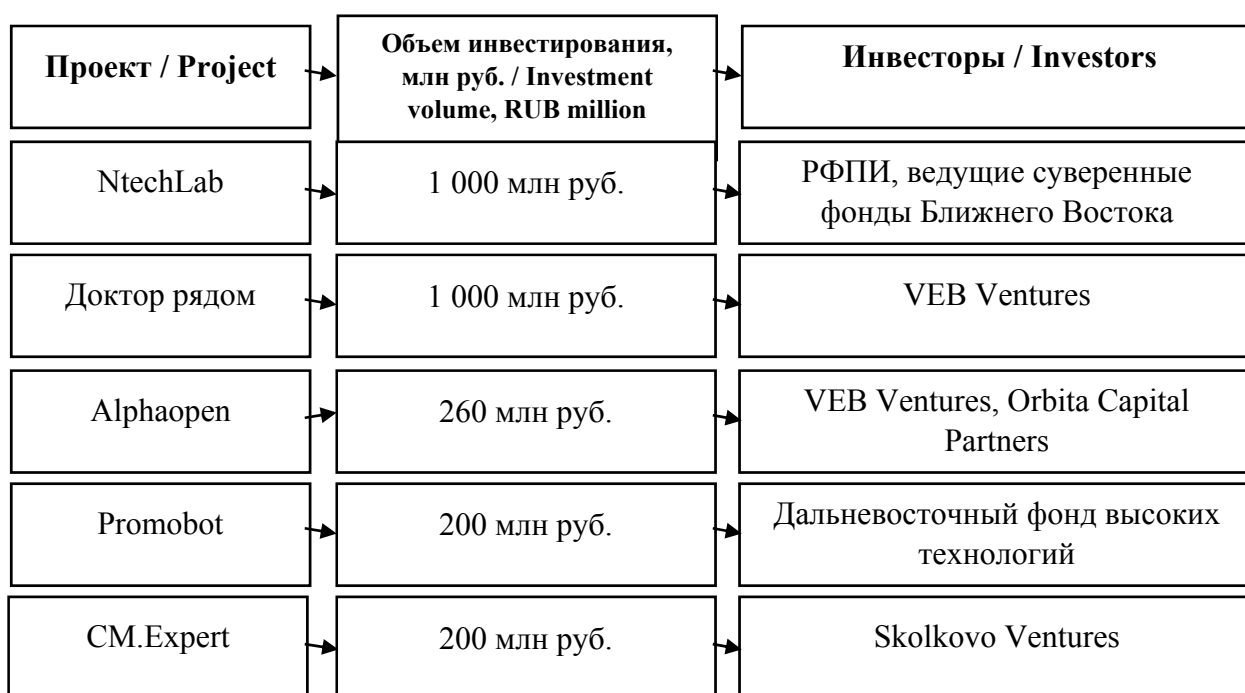 Проект / Project
Объем инвестирования,
млн руб. / Investment
volume, RUB million
Инвесторы / Investors
NtechLab
1 000 млн руб.
РФПИ, ведущие суверенные
фонды Ближнего Востока
Доктор рядом
1 000 млн руб.
VEB Ventures
Alphaopen
260 млн руб.
VEB Ventures, Orbita Capital
Partners
Promobot
200 млн руб.
Дальневосточный фонд высоких
технологий
CM.Expert
200 млн руб.
Skolkovo Ventures